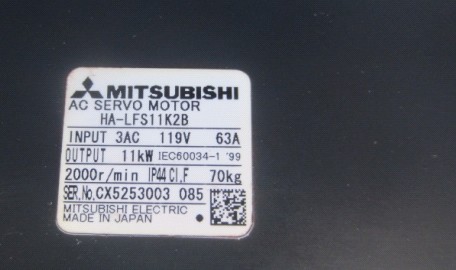 MITSUBISHI
AC SERVO MOTOR
HA-LFS11K2B
INPUT 3AC 119V 63A
OUTPUT 11kW IEC60034-1 '99
2000r/min IP44 CI.F 70kg
SER.No.CX5253003 085
MITSUBISHI ELECTRIC
MADE IN JAPAN